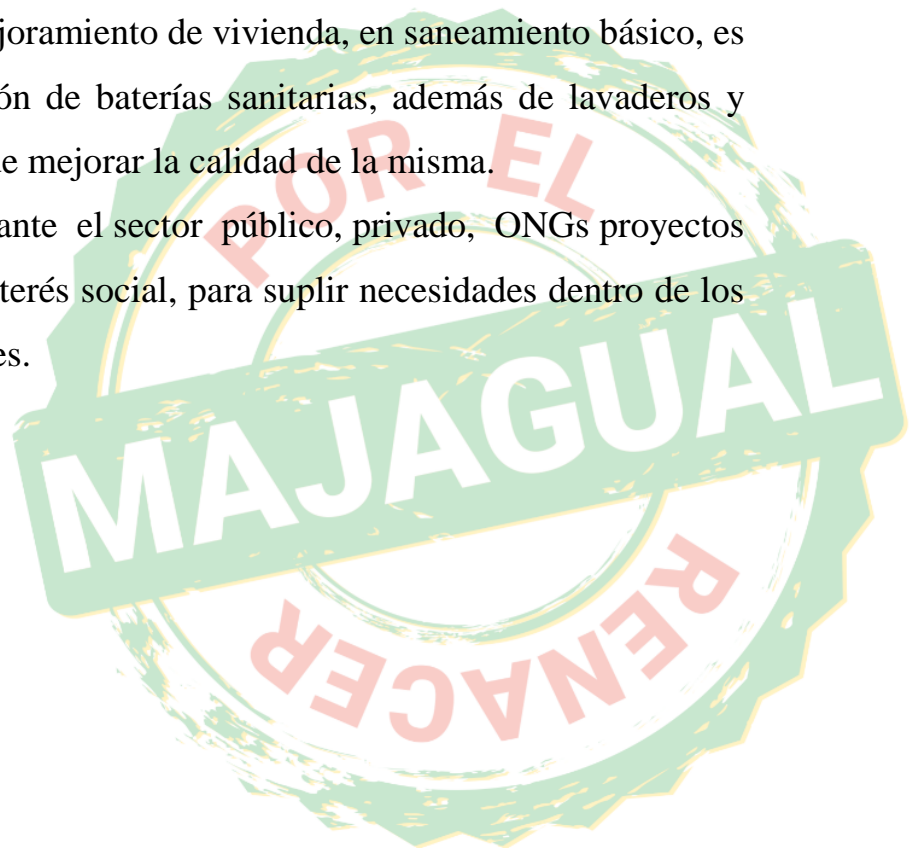 joramiento de vivienda, en saneamiento básico, es
ón de baterías sanitarias, además de lavaderos y
de mejorar la calidad de la misma.
ante el sector público, privado, ONGs proyectos
terés social, para suplir necesidades dentro de los
es.
POR EL
MAJAGUAL
RENACER